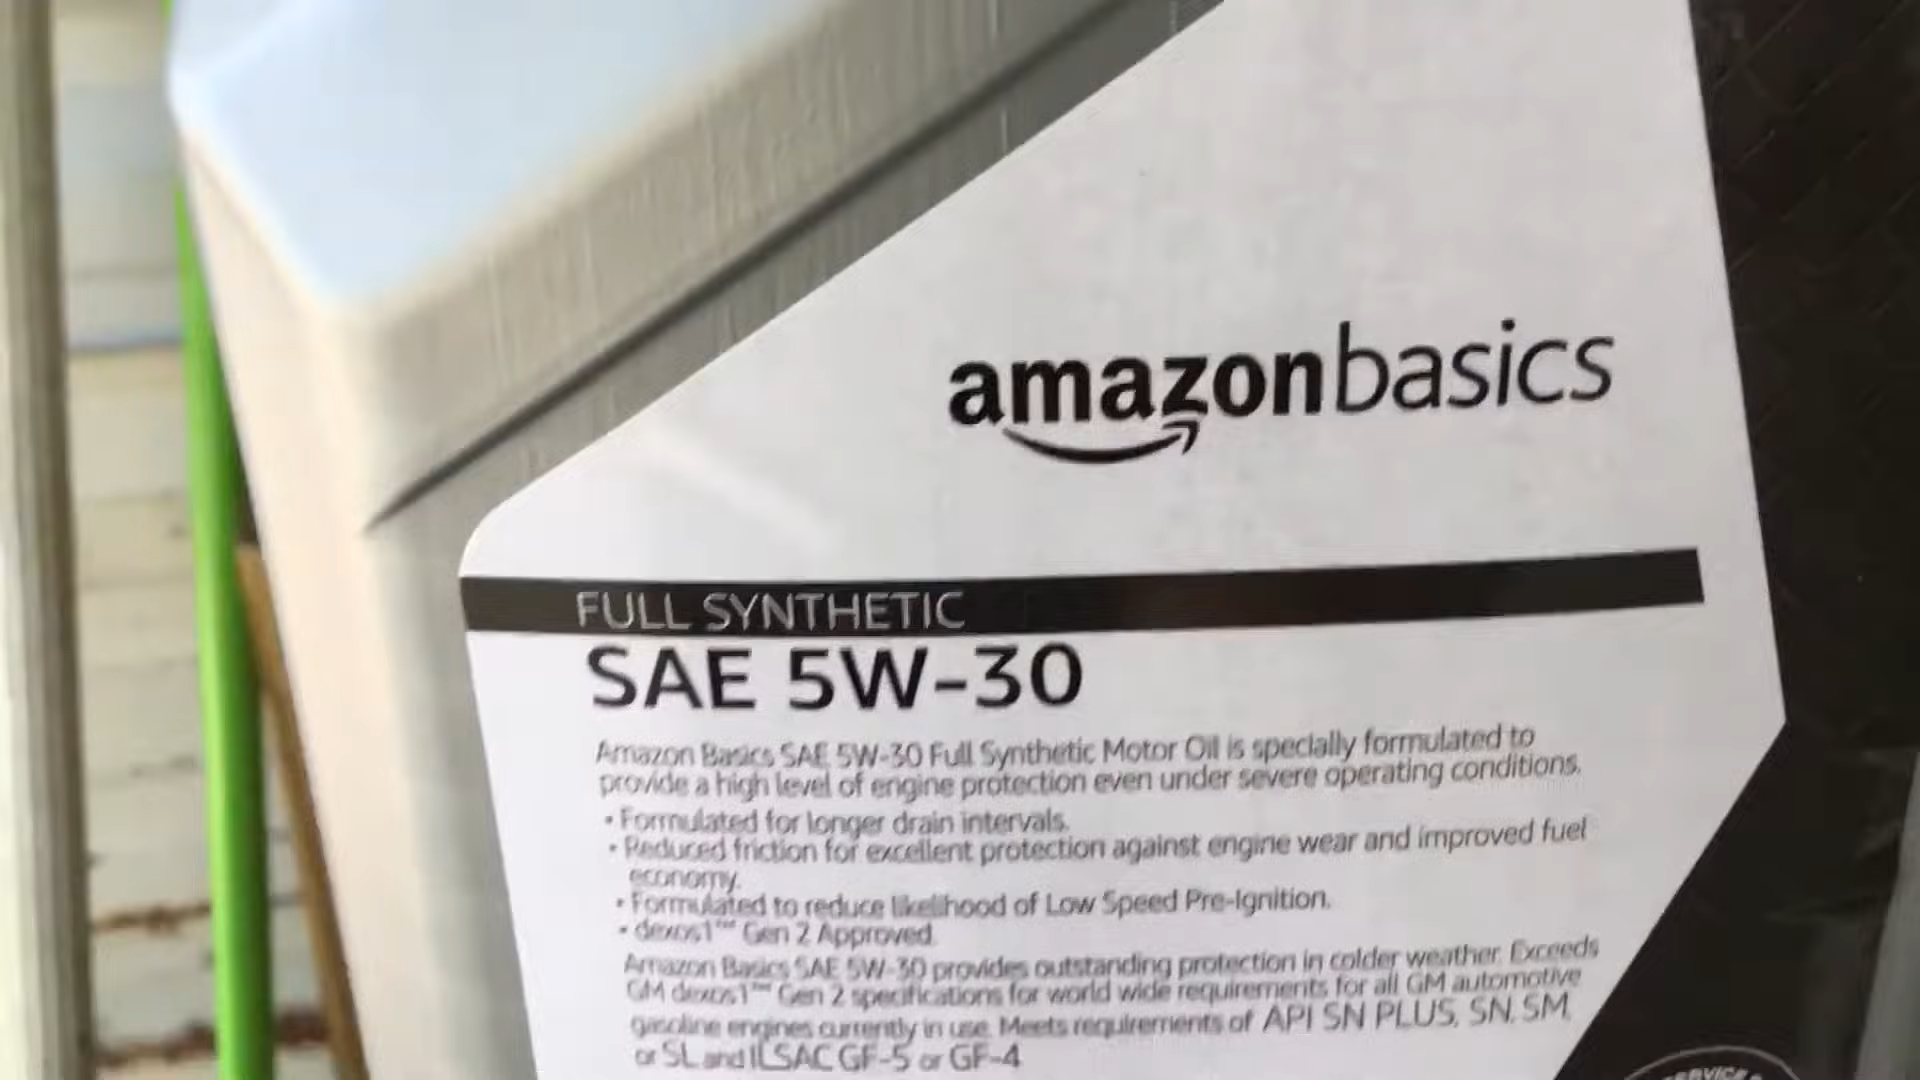 amazonbasics
FULL SYNTHETIC
SAE 5W-30
Amazon Basics SAE 5W-30 Full Synthetic Motor Oil is specially formulated to
provide a high level of engine protection even under severe operating conditions.
• Formulated for longer drain intervals.
• Reduced friction for excellent protection against engine wear and improved fuel
economy.
• Formulated to reduce likelihood of Low Speed Pre-Ignition.
• dexos1™ Gen 2 Approved.
Amazon Basics SAE 5W-30 provides outstanding protection in colder weather. Exceeds
GM dexos1™ Gen 2 specifications for world wide requirements for all GM automotive
gasoline engines currently in use. Meets requirements of API SN PLUS, SN, SM,
or SL and ILSAC GF-5 or GF-4
SERVICE